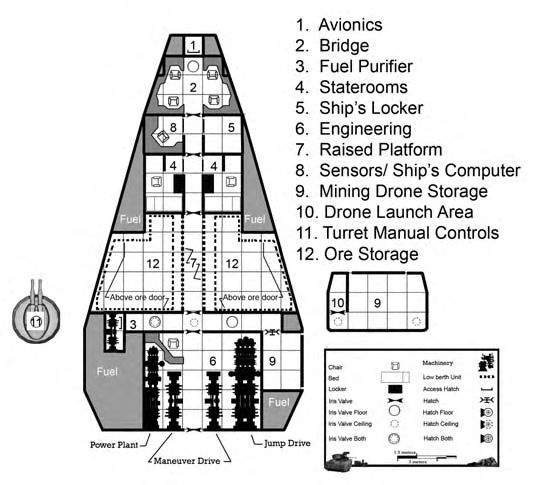 1. Avionics
2. Bridge
3. Fuel Purifier
4. Staterooms
5. Ship's Locker
6. Engineering
7. Raised Platform
8. Sensors/ Ship's Computer
9. Mining Drone Storage
10. Drone Launch Area
11. Turret Manual Controls
12. Ore Storage
1
2
8
5
4
4
Fuel
Fuel
12
7
12
Above ore door
Above ore door
11
3
10
9
Fuel
6
9
Fuel
Power Plant
Jump Drive
Maneuver Drive
Chair
Machinery
Bed
Low berth Unit
Locker
Access Hatch
Iris Valve
Hatch
Iris Valve Floor
Hatch Floor
Iris Valve Ceiling
Hatch Ceiling
Iris Valve Both
Hatch Both
1.5 metres
3 metres